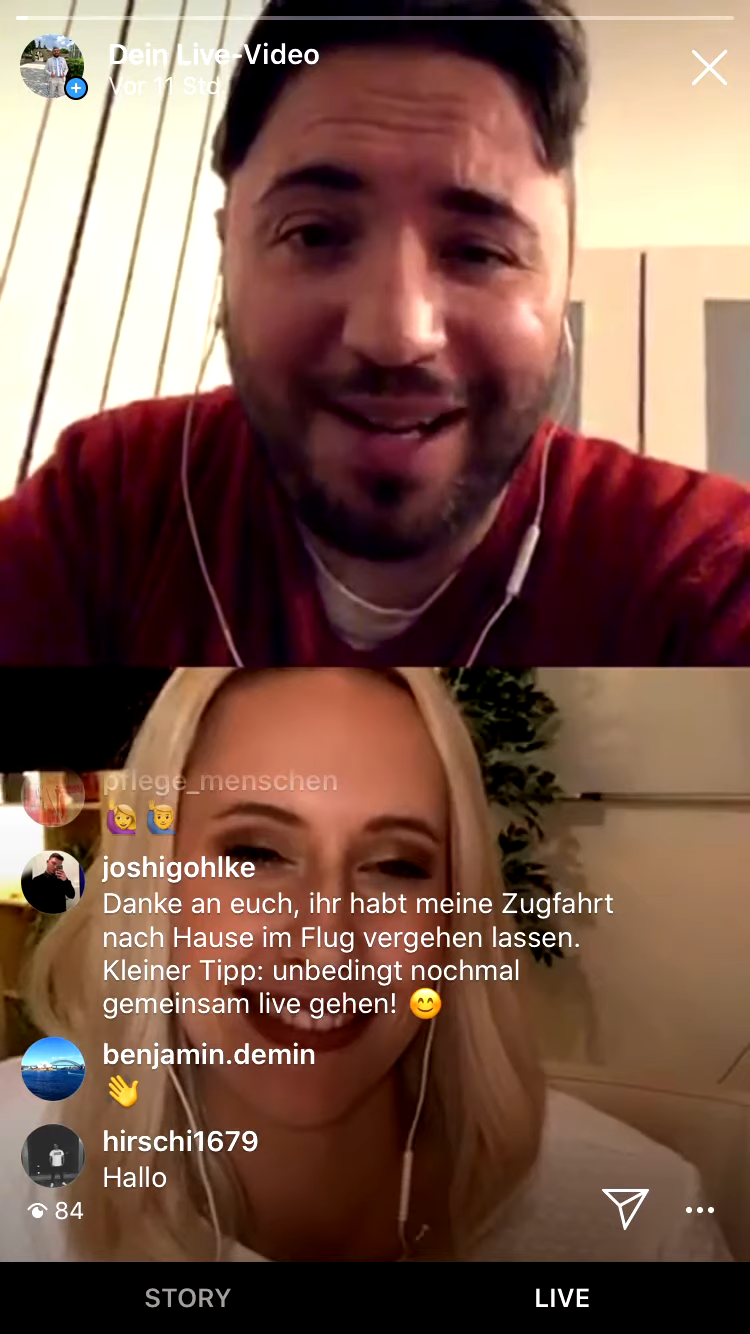 Dein Live-Video
Vor 11 Std.
pflege_menschen
joshigohlke
Danke an euch, ihr habt meine Zugfahrt
nach Hause im Flug vergehen lassen.
Kleiner Tipp: unbedingt nochmal
gemeinsam live gehen! 😊
benjamin.demin
hirschi1679
Hallo
84
STORY
LIVE